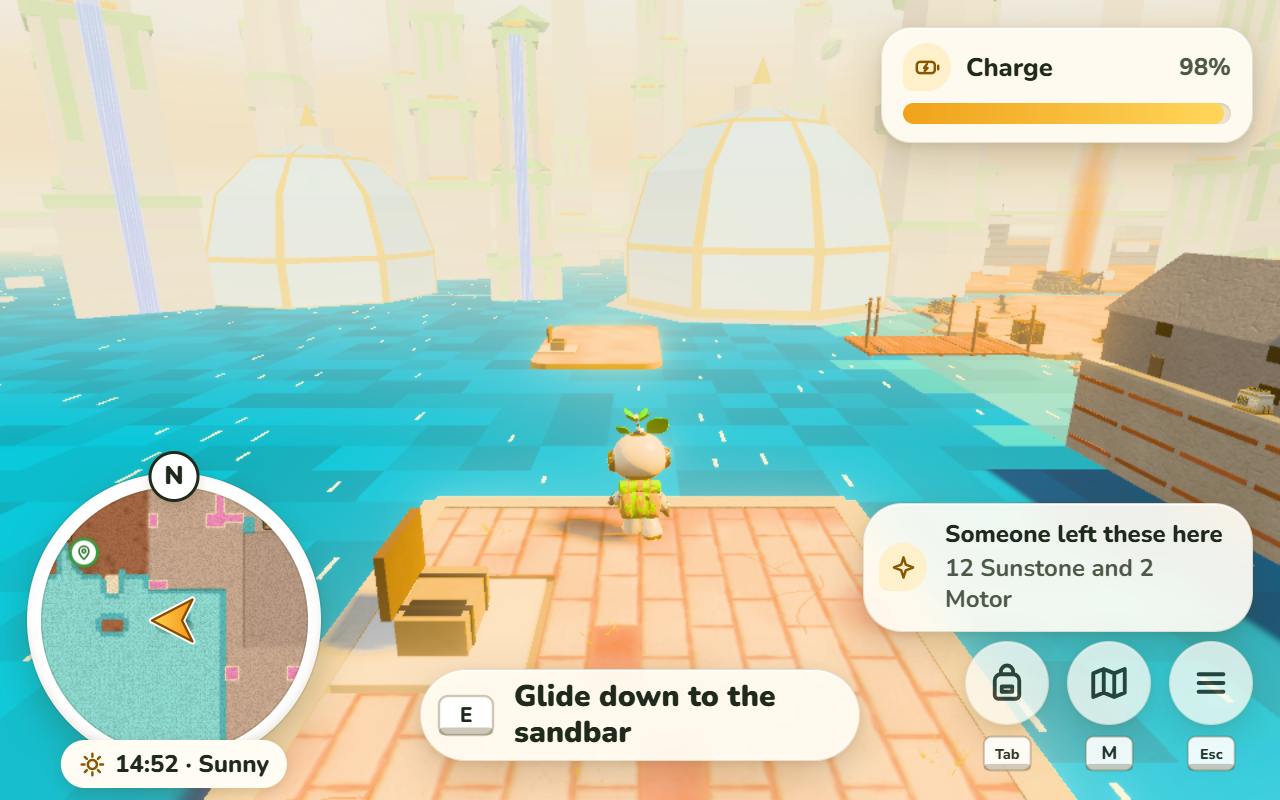 Charge 98%
N
Someone left these here
12 Sunstone and 2
Motor
E
Glide down to the
sandbar
14:52 · Sunny
Tab
M
Esc